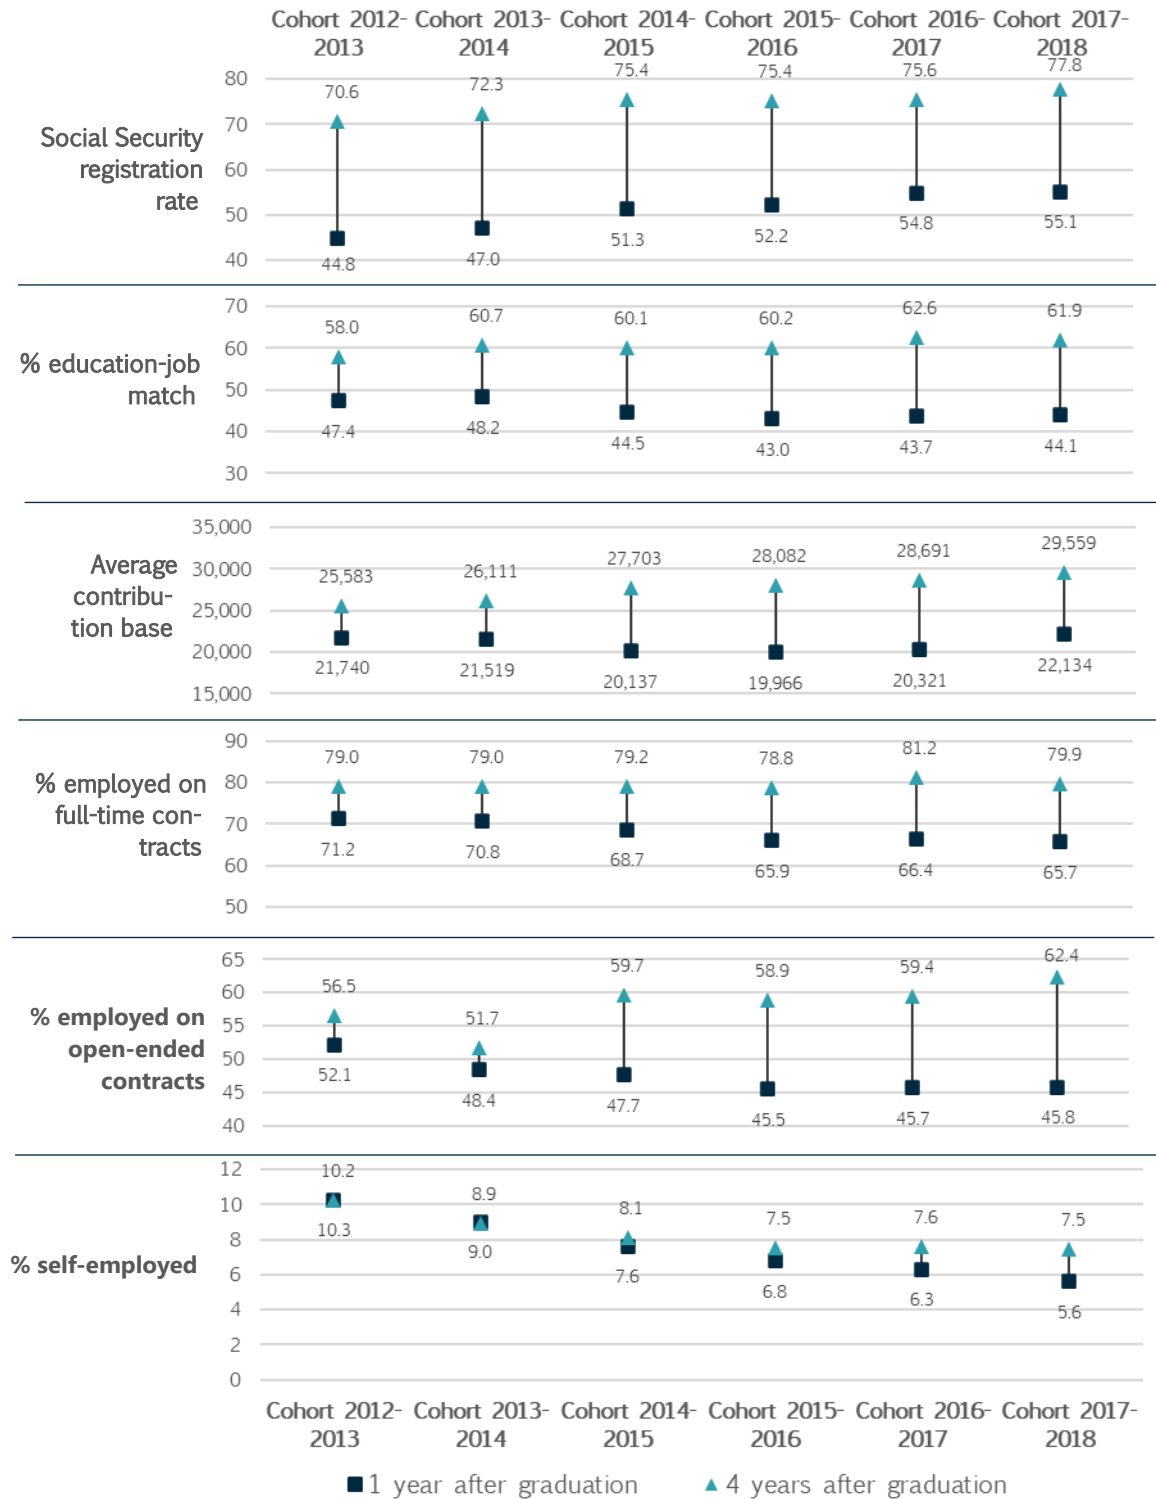 Cohort 2012- Cohort 2013- Cohort 2014- Cohort 2015- Cohort 2016- Cohort 2017-
2013 2014 2015 2016 2017 2018
80
70
60
50
40
Social Security
registration
rate
70.6 72.3 75.4 75.4 75.6 77.8
44.8 47.0 51.3 52.2 54.8 55.1
70
60
50
40
30
% education-job
match
58.0 60.7 60.1 60.2 62.6 61.9
47.4 48.2 44.5 43.0 43.7 44.1
35,000
30,000
25,000
20,000
15,000
Average
contribu-
tion base
25,583 26,111 27,703 28,082 28,691 29,559
21,740 21,519 20,137 19,966 20,321 22,134
90
80
70
60
50
% employed on
full-time con-
tracts
79.0 79.0 79.2 78.8 81.2 79.9
71.2 70.8 68.7 65.9 66.4 65.7
65
60
55
50
45
40
% employed on
open-ended
contracts
56.5 51.7 59.7 58.9 59.4 62.4
52.1 48.4 47.7 45.5 45.7 45.8
12
10
8
6
4
2
0
% self-employed
10.2 8.9 8.1 7.5 7.6 7.5
10.3 9.0 7.6 6.8 6.3 5.6
Cohort 2012- Cohort 2013- Cohort 2014- Cohort 2015- Cohort 2016- Cohort 2017-
2013 2014 2015 2016 2017 2018
1 year after graduation 4 years after graduation